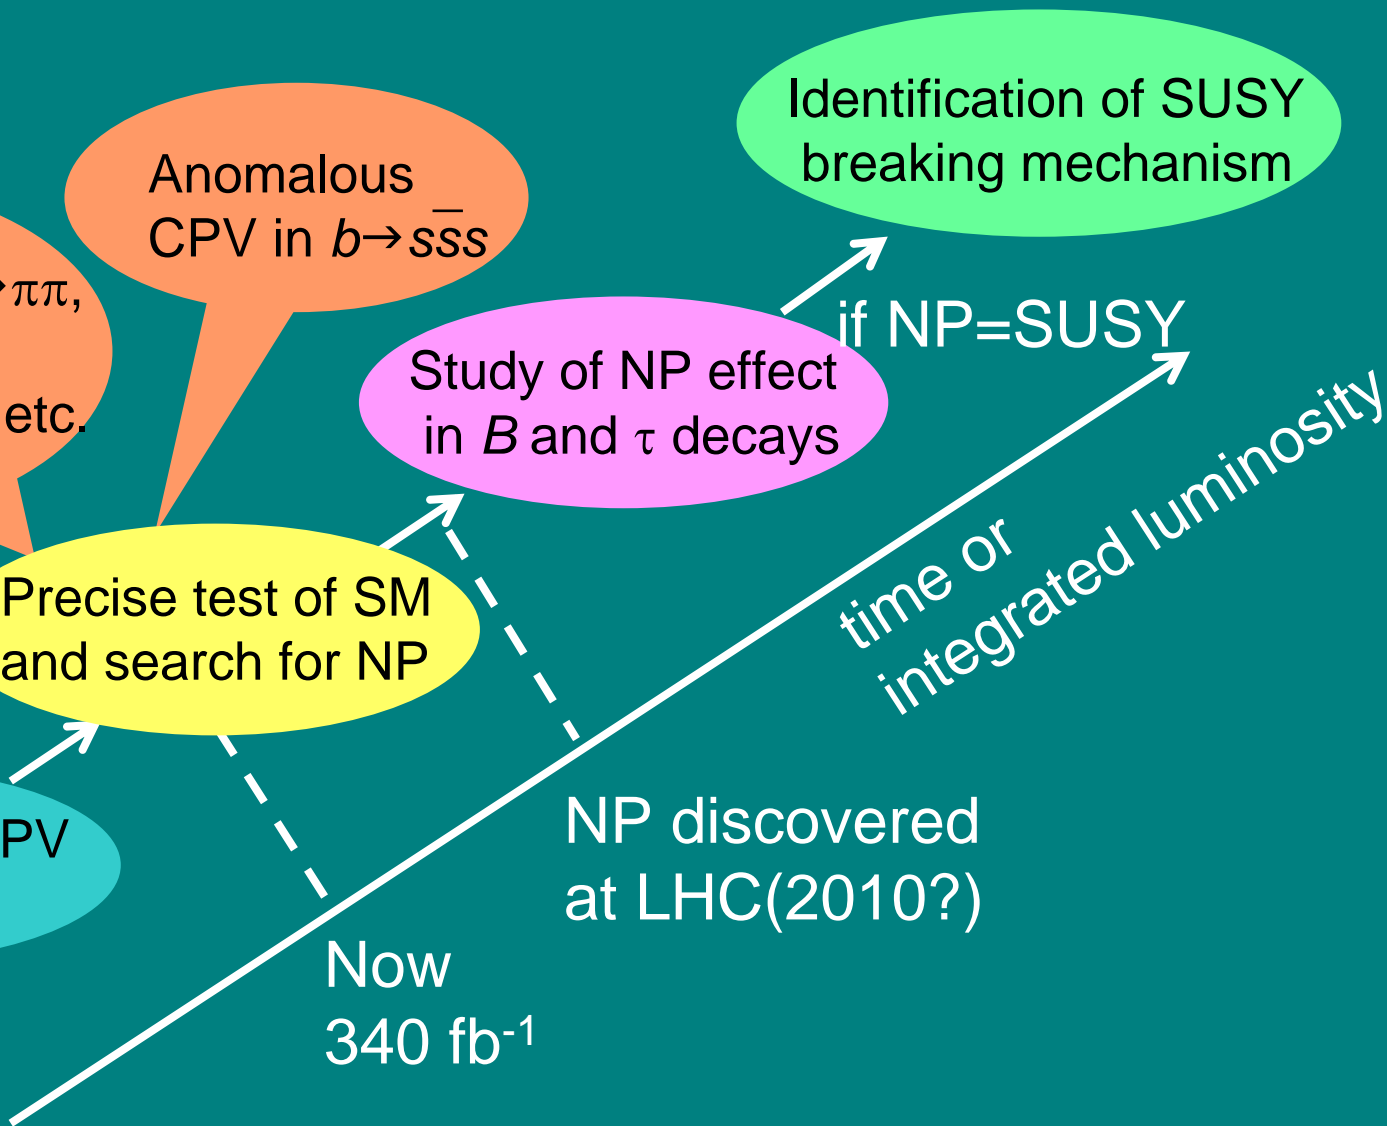 Identification of SUSY
breaking mechanism
Anomalous
CPV in b→ss̅s
→ππ,
etc.
if NP=SUSY
Study of NP effect
in B and τ decays
time or
integrated luminosity
Precise test of SM
and search for NP
PV
NP discovered
at LHC(2010?)
Now
340 fb⁻¹